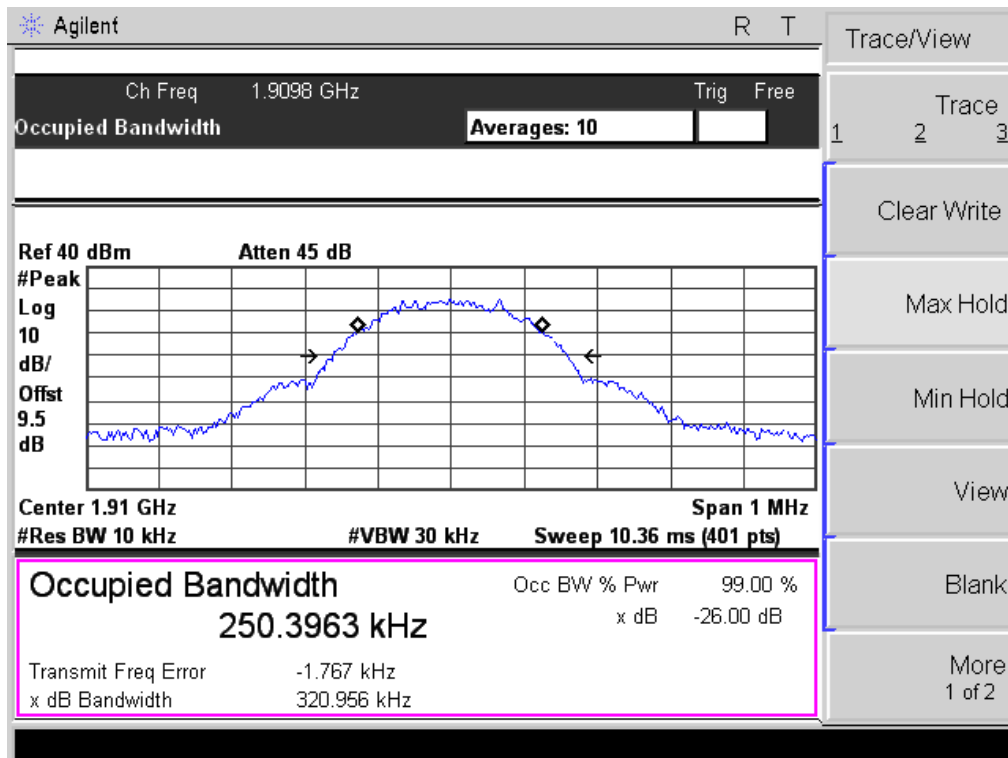 Agilent R T
Trace/View
Ch Freq 1.9098 GHz Trig Free
Occupied Bandwidth Averages: 10
Trace
1 2 3
Clear Write
Ref 40 dBm Atten 45 dB
#Peak
Log
10
dB/
Offst
9.5
dB
Max Hold
Min Hold
View
Center 1.91 GHz Span 1 MHz
#Res BW 10 kHz #VBW 30 kHz Sweep 10.36 ms (401 pts)
Occupied Bandwidth Occ BW % Pwr 99.00 %
250.3963 kHz x dB -26.00 dB
Transmit Freq Error -1.767 kHz
x dB Bandwidth 320.956 kHz
Blank
More
1 of 2